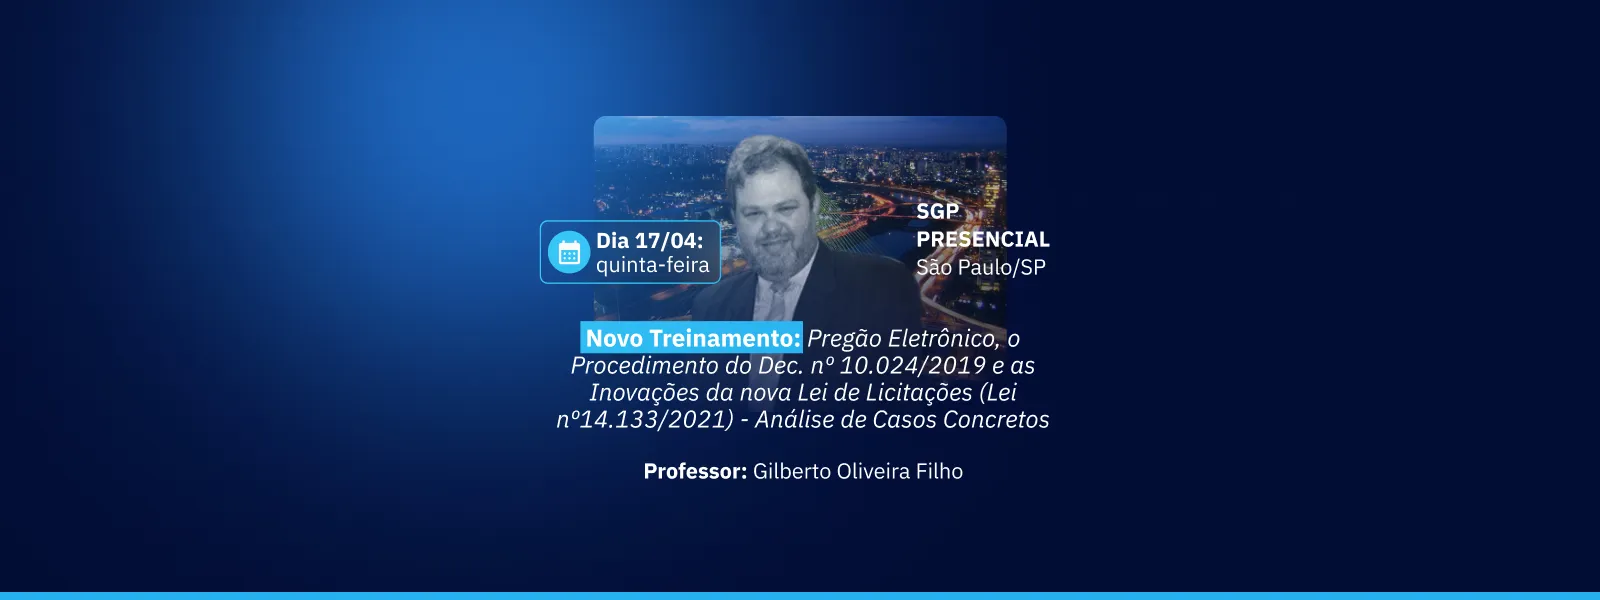 Dia 17/04:
quinta-feira
SGP
PRESENCIAL
São Paulo/SP
Novo Treinamento: Pregão Eletrônico, o
Procedimento do Dec. nº 10.024/2019 e as
Inovações da nova Lei de Licitações (Lei
nº14.133/2021) - Análise de Casos Concretos
Professor: Gilberto Oliveira Filho